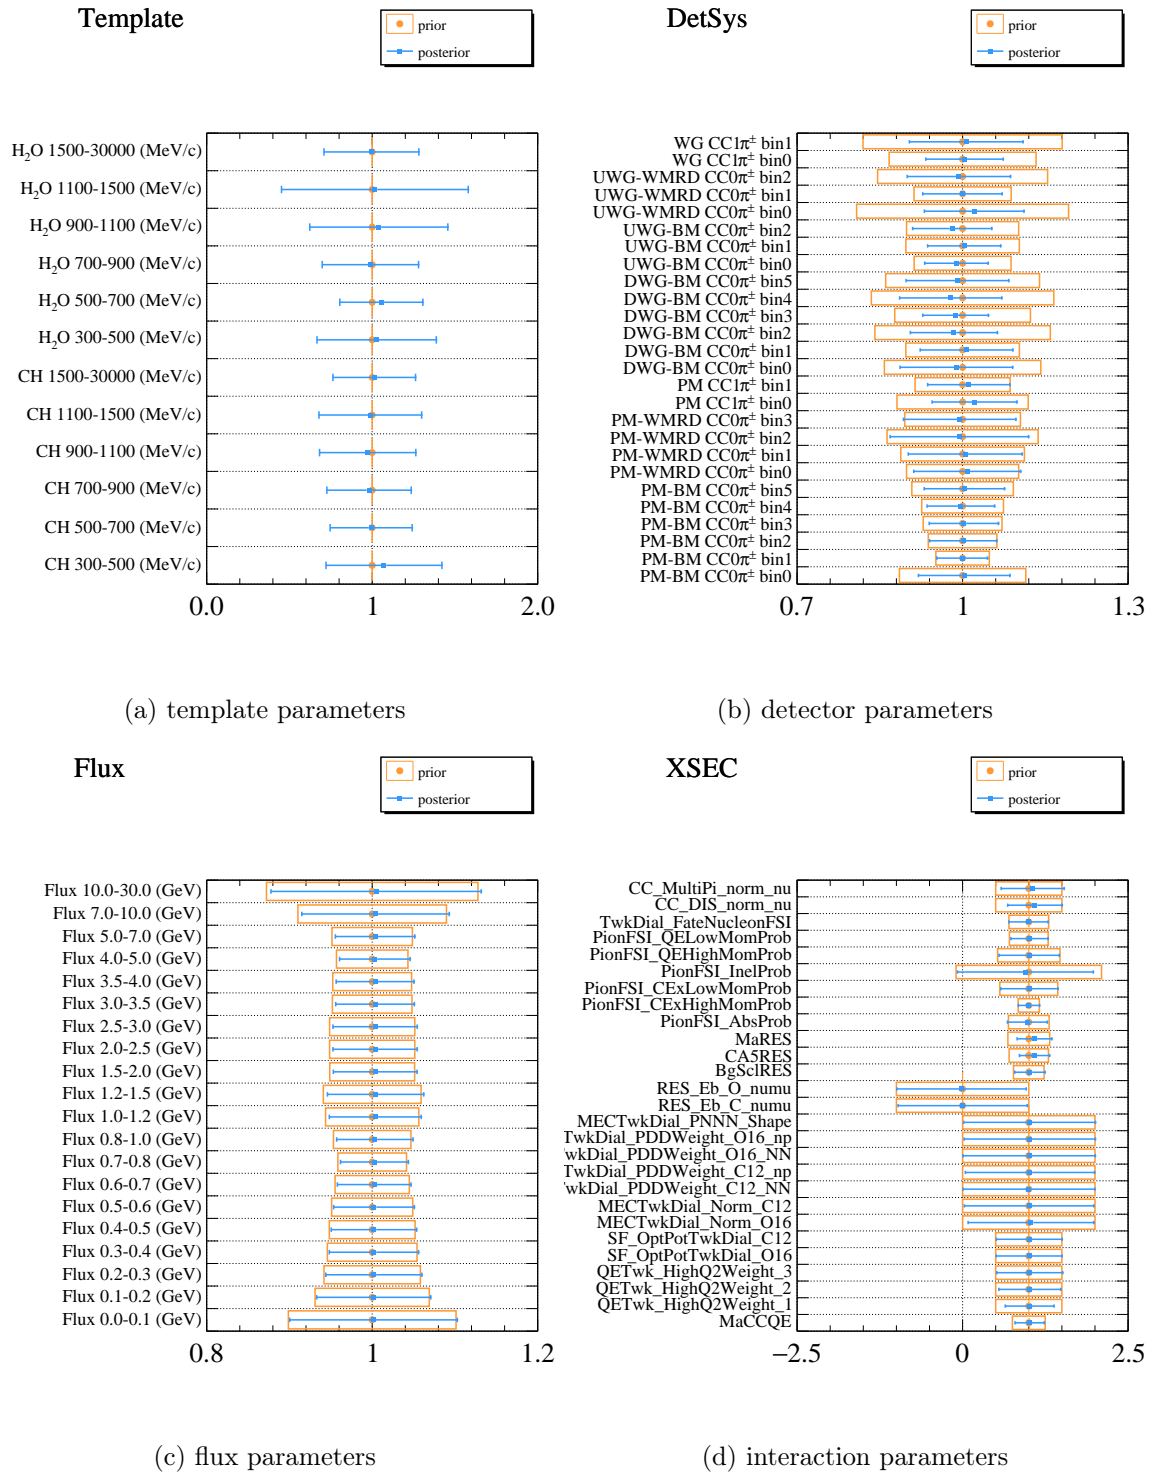 Template
prior
posterior
H₂O 1500-30000 (MeV/c)
H₂O 1100-1500 (MeV/c)
H₂O 900-1100 (MeV/c)
H₂O 700-900 (MeV/c)
H₂O 500-700 (MeV/c)
H₂O 300-500 (MeV/c)
CH 1500-30000 (MeV/c)
CH 1100-1500 (MeV/c)
CH 900-1100 (MeV/c)
CH 700-900 (MeV/c)
CH 500-700 (MeV/c)
CH 300-500 (MeV/c)
0.0 1 2.0
(a) template parameters
DetSys
prior
posterior
WG CC1π± bin1
WG CC1π± bin0
UWG-WMRD CC0π± bin2
UWG-WMRD CC0π± bin1
UWG-WMRD CC0π± bin0
UWG-BM CC0π± bin2
UWG-BM CC0π± bin1
UWG-BM CC0π± bin0
DWG-BM CC0π± bin5
DWG-BM CC0π± bin4
DWG-BM CC0π± bin3
DWG-BM CC0π± bin2
DWG-BM CC0π± bin1
DWG-BM CC0π± bin0
PM CC1π± bin1
PM CC1π± bin0
PM-WMRD CC0π± bin3
PM-WMRD CC0π± bin2
PM-WMRD CC0π± bin1
PM-WMRD CC0π± bin0
PM-BM CC0π± bin5
PM-BM CC0π± bin4
PM-BM CC0π± bin3
PM-BM CC0π± bin2
PM-BM CC0π± bin1
PM-BM CC0π± bin0
0.7 1 1.3
(b) detector parameters
Flux
prior
posterior
Flux 10.0-30.0 (GeV)
Flux 7.0-10.0 (GeV)
Flux 5.0-7.0 (GeV)
Flux 4.0-5.0 (GeV)
Flux 3.5-4.0 (GeV)
Flux 3.0-3.5 (GeV)
Flux 2.5-3.0 (GeV)
Flux 2.0-2.5 (GeV)
Flux 1.5-2.0 (GeV)
Flux 1.2-1.5 (GeV)
Flux 1.0-1.2 (GeV)
Flux 0.8-1.0 (GeV)
Flux 0.7-0.8 (GeV)
Flux 0.6-0.7 (GeV)
Flux 0.5-0.6 (GeV)
Flux 0.4-0.5 (GeV)
Flux 0.3-0.4 (GeV)
Flux 0.2-0.3 (GeV)
Flux 0.1-0.2 (GeV)
Flux 0.0-0.1 (GeV)
0.8 1 1.2
(c) flux parameters
XSEC
prior
posterior
CC_MultiPi_norm_nu
CC_DIS_norm_nu
TwkDial_FateNucleonFSI
PionFSI_QELowMomProb
PionFSI_QEHighMomProb
PionFSI_InelProb
PionFSI_CExLowMomProb
PionFSI_CExHighMomProb
PionFSI_AbsProb
MaRES
CA5RES
BgSclRES
RES_Eb_O_numu
RES_Eb_C_numu
MECTwkDial_PNNN_Shape
TwkDial_PDDWeight_O16_np
wkDial_PDDWeight_O16_NN
TwkDial_PDDWeight_C12_np
wkDial_PDDWeight_C12_NN
MECTwkDial_Norm_C12
MECTwkDial_Norm_O16
SF_OptPotTwkDial_C12
SF_OptPotTwkDial_O16
QETwk_HighQ2Weight_3
QETwk_HighQ2Weight_2
QETwk_HighQ2Weight_1
MaCCQE
−2.5 0 2.5
(d) interaction parameters